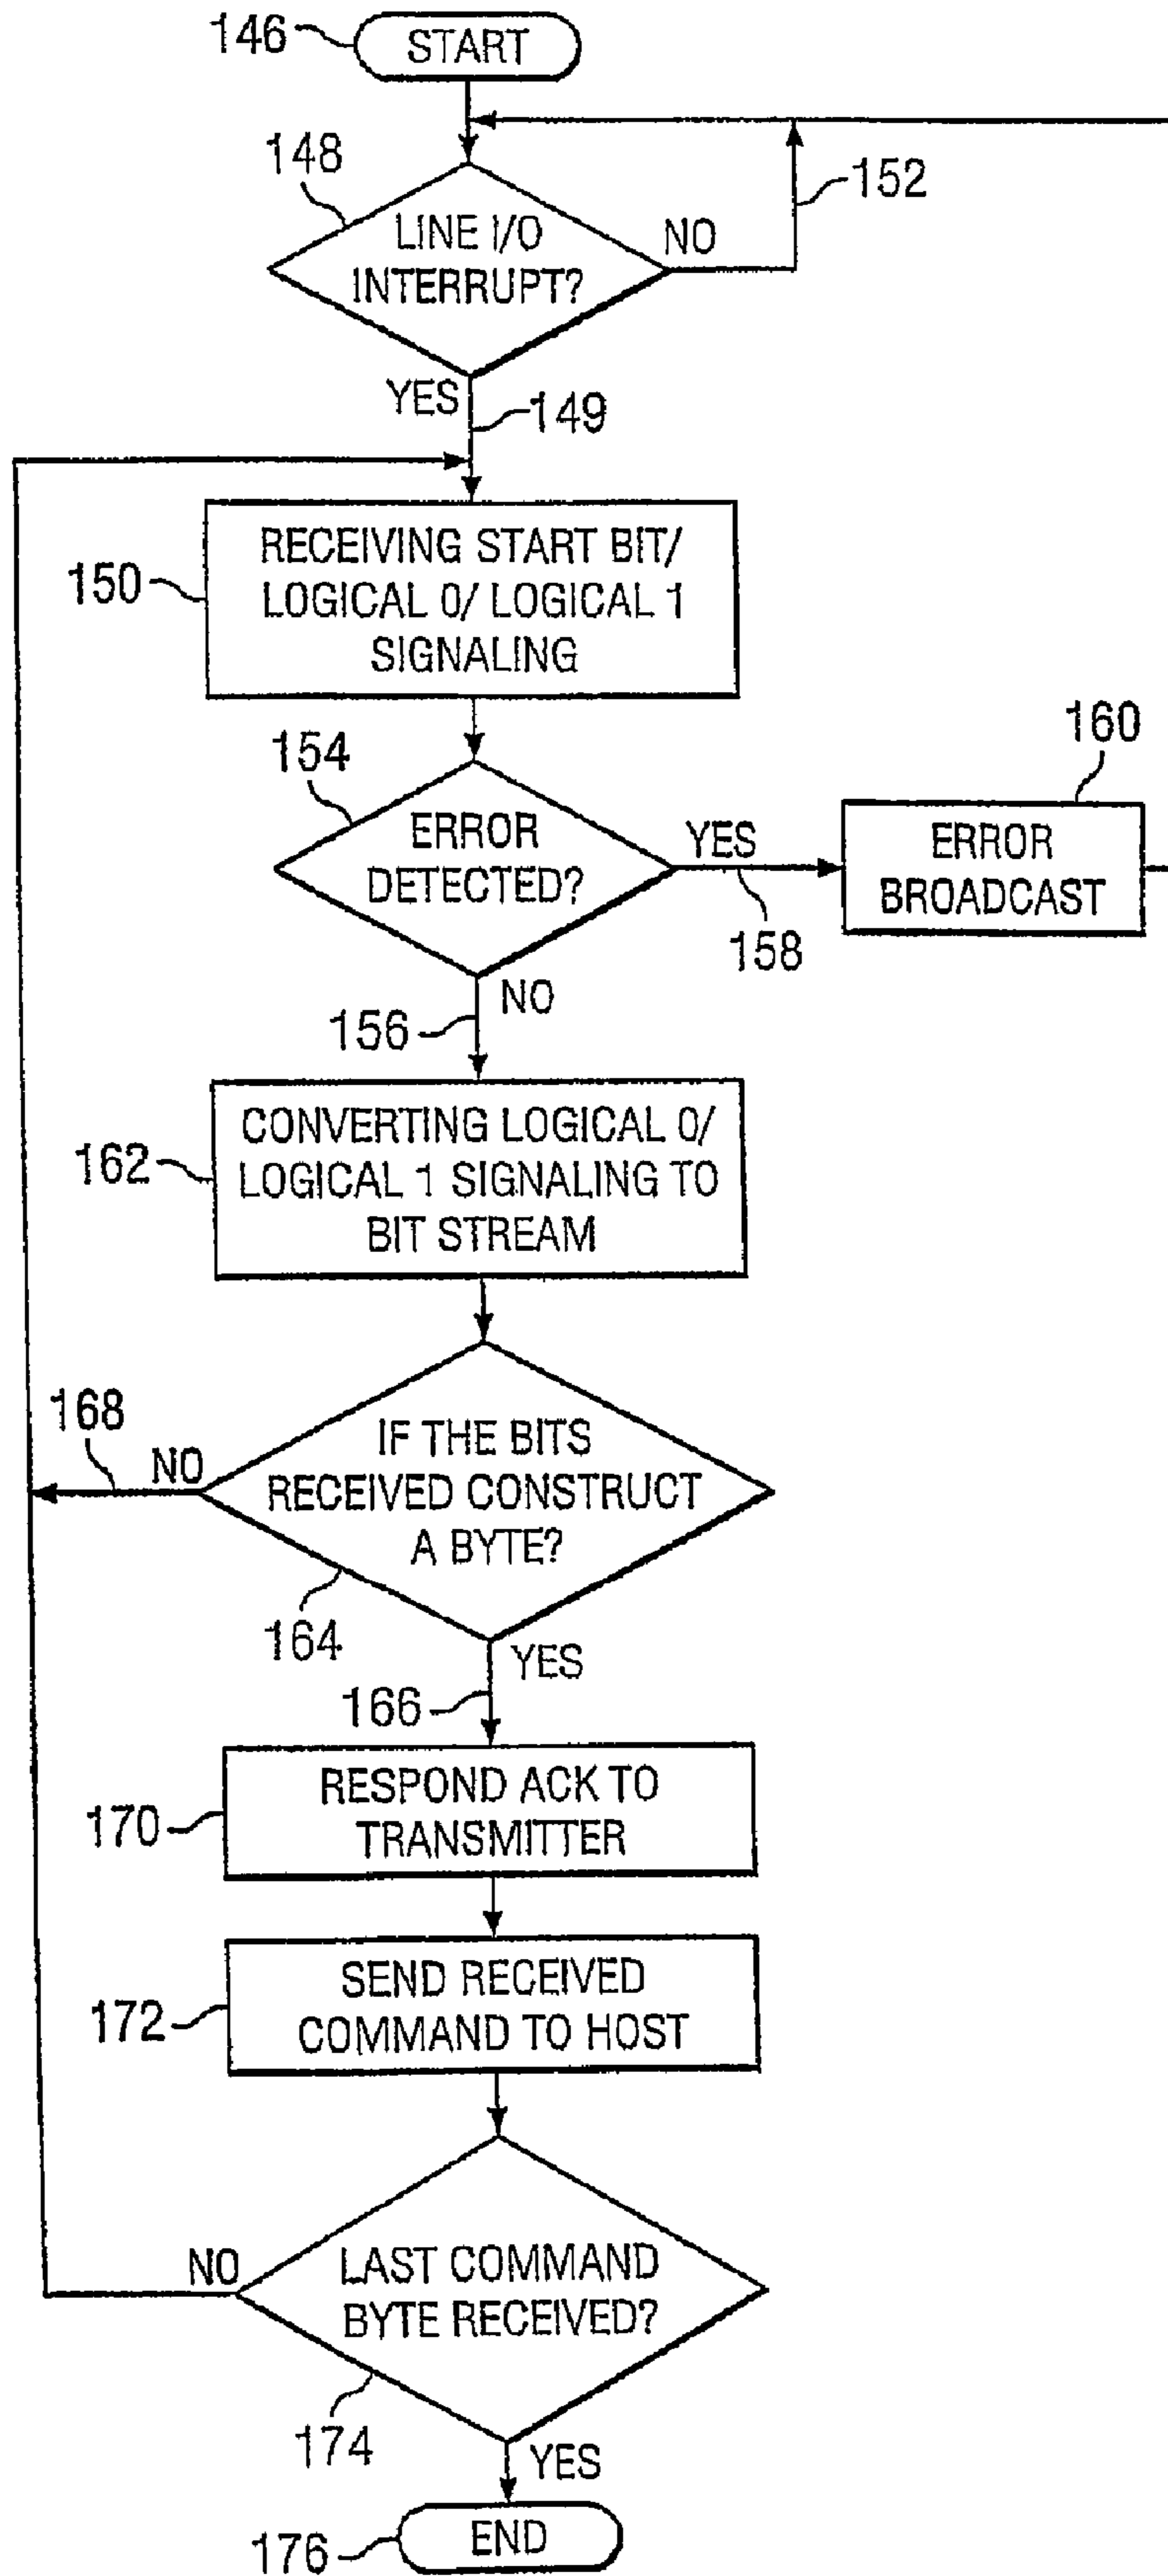 146
START
148
LINE I/O
INTERRUPT?
NO
152
YES
149
150
RECEIVING START BIT/
LOGICAL 0/ LOGICAL 1
SIGNALING
154
ERROR
DETECTED?
YES
158
160
ERROR
BROADCAST
NO
156
162
CONVERTING LOGICAL 0/
LOGICAL 1 SIGNALING TO
BIT STREAM
168
NO
IF THE BITS
RECEIVED CONSTRUCT
A BYTE?
164
YES
166
170
RESPOND ACK TO
TRANSMITTER
172
SEND RECEIVED
COMMAND TO HOST
NO
LAST COMMAND
BYTE RECEIVED?
174
YES
176
END